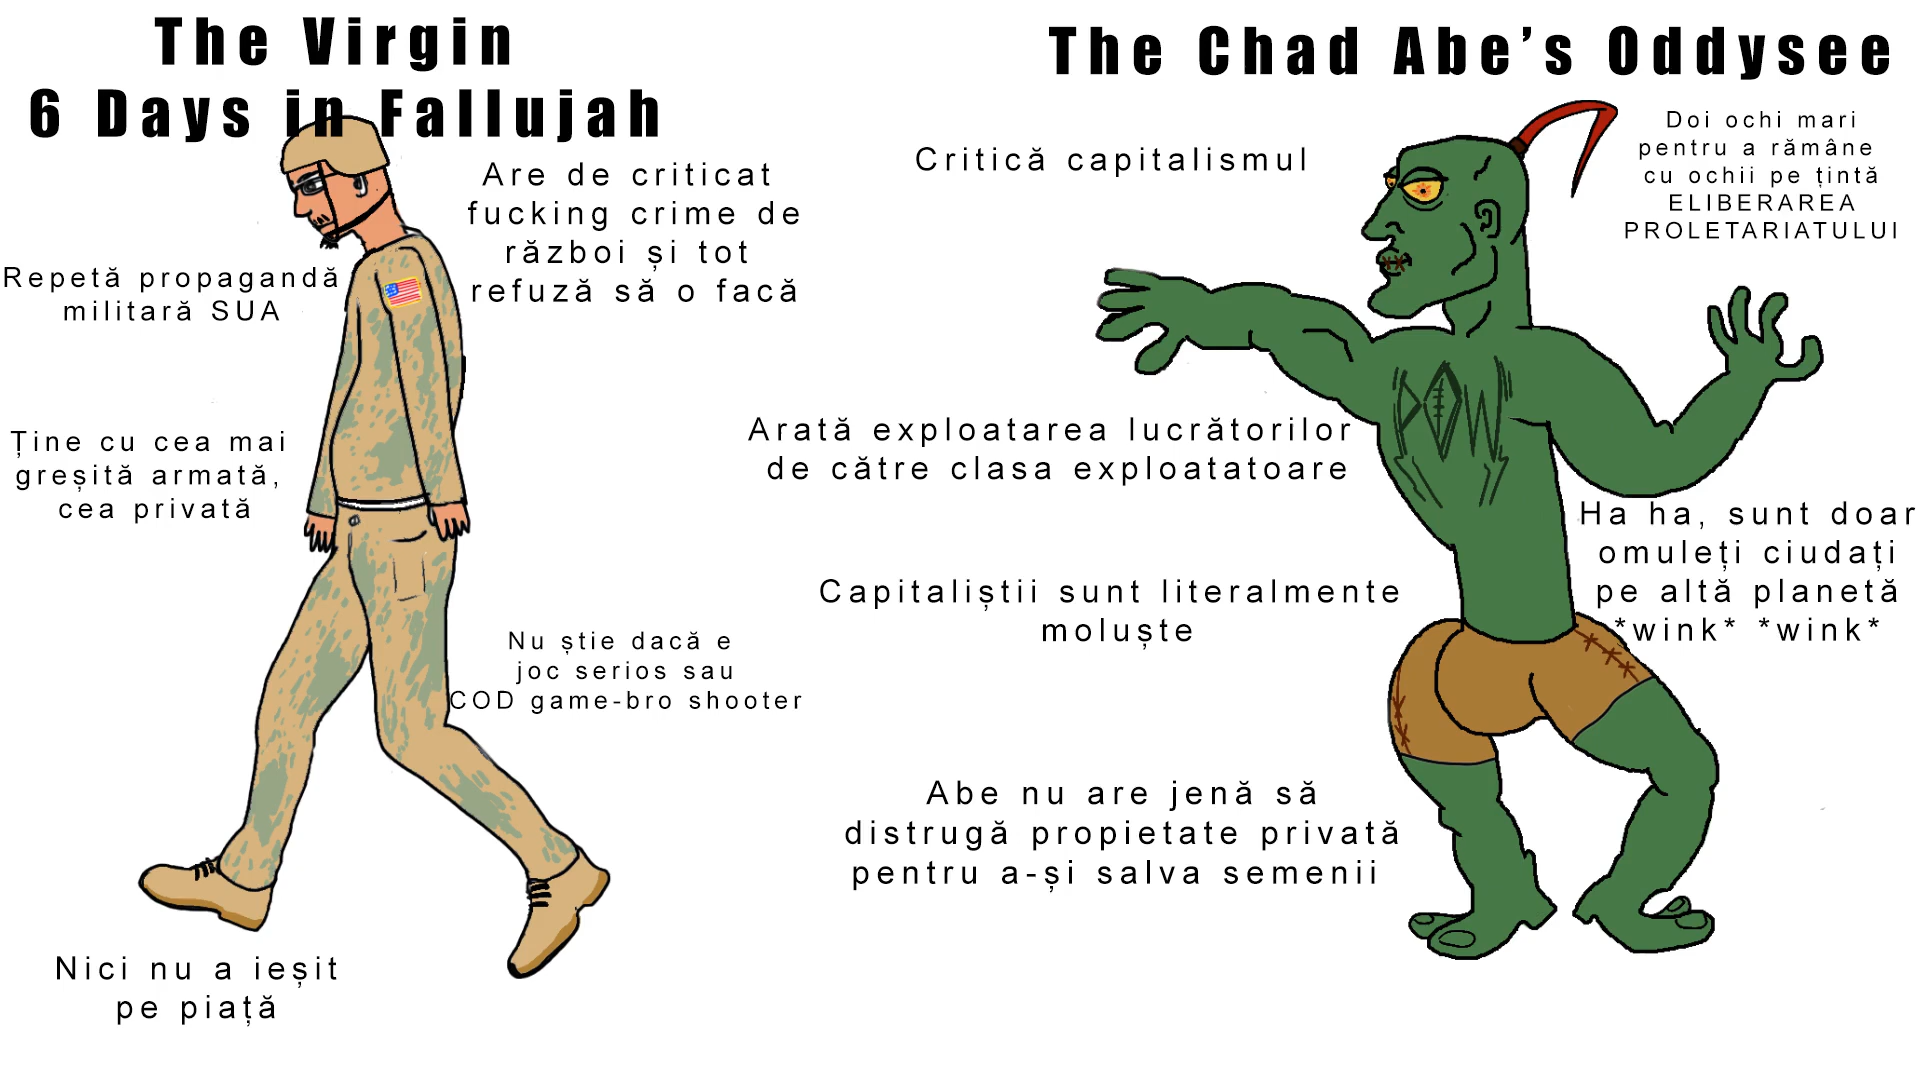 The Virgin
6 Days in Fallujah
Are de criticat
fucking crime de
război și tot
refuză să o facă
Repetă propagandă
militară SUA
Ține cu cea mai
greșită armată,
cea privată
Nu știe dacă e
joc serios sau
COD game-bro shooter
Nici nu a ieșit
pe piață
The Chad Abe's Oddysee
Critică capitalismul
Doi ochi mari
pentru a rămâne
cu ochii pe țintă
ELIBERAREA
PROLETARIATULUI
POW
Arată exploatarea lucrătorilor
de către clasa exploatatoare
Ha ha, sunt doar
omuleți ciudați
pe altă planetă
*wink* *wink*
Capitaliștii sunt literalmente
moluște
Abe nu are jenă să
distrugă propietate privată
pentru a-și salva semenii